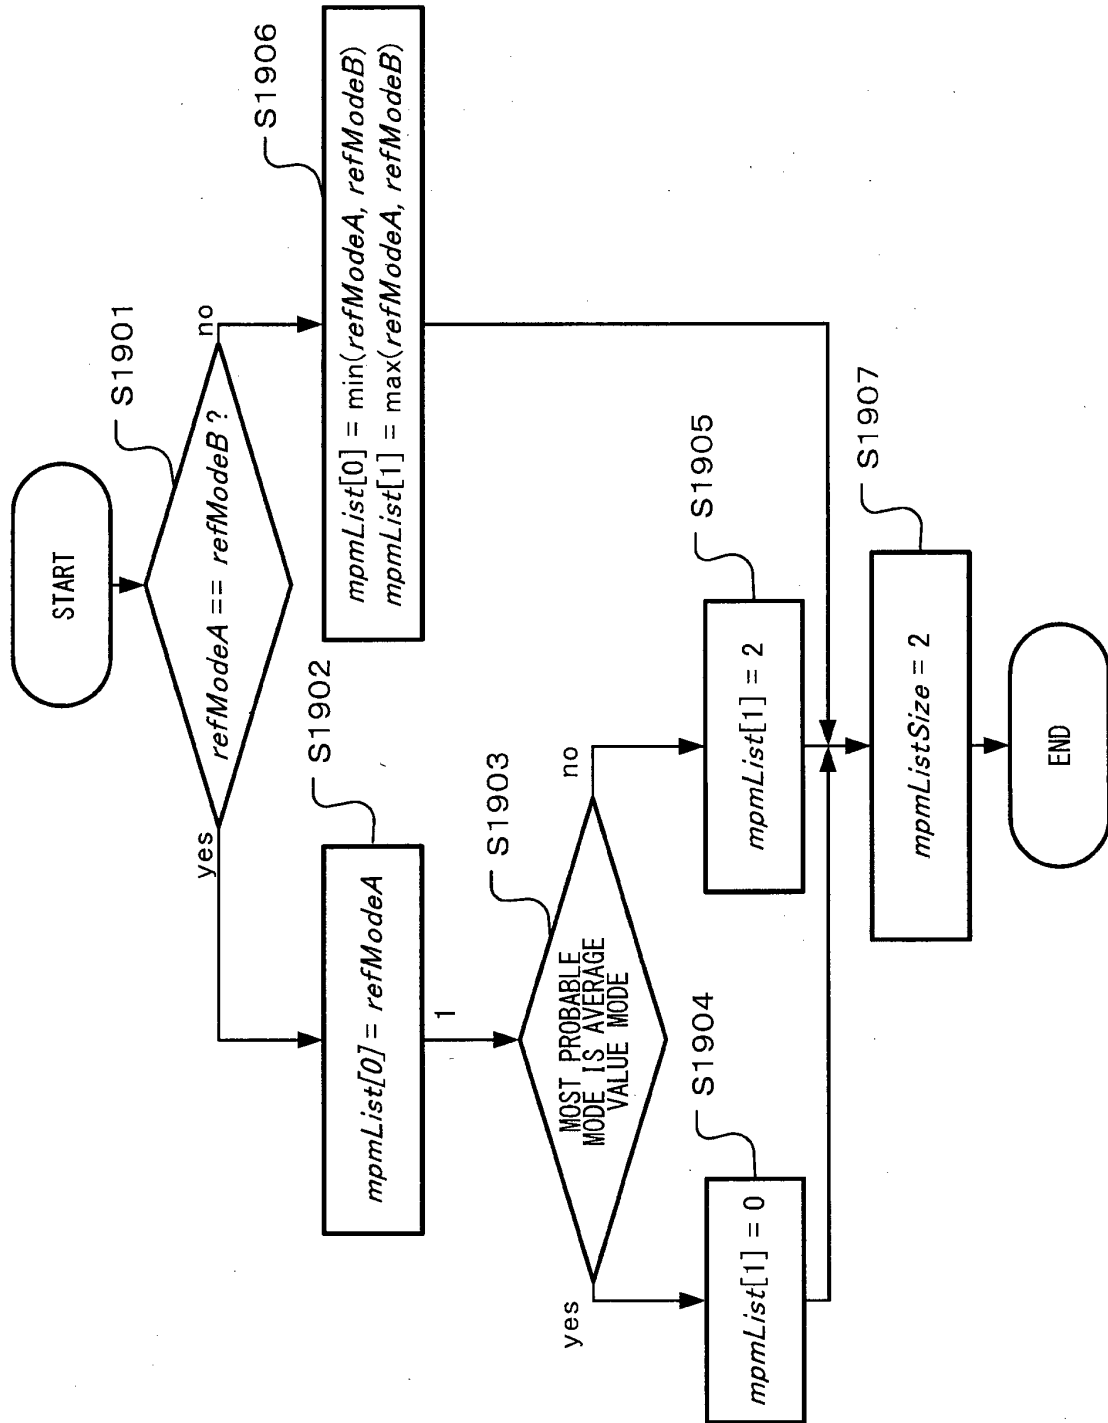 START
S1901
refModeA == refModeB ?
yes
no
S1902
mpmList[0] = refModeA
S1906
mpmList[0] = min(refModeA, refModeB)
mpmList[1] = max(refModeA, refModeB)
1
S1903
MOST PROBABLE
MODE IS AVERAGE
VALUE MODE
yes
no
S1904
mpmList[1] = 0
S1905
mpmList[1] = 2
S1907
mpmListSize = 2
END